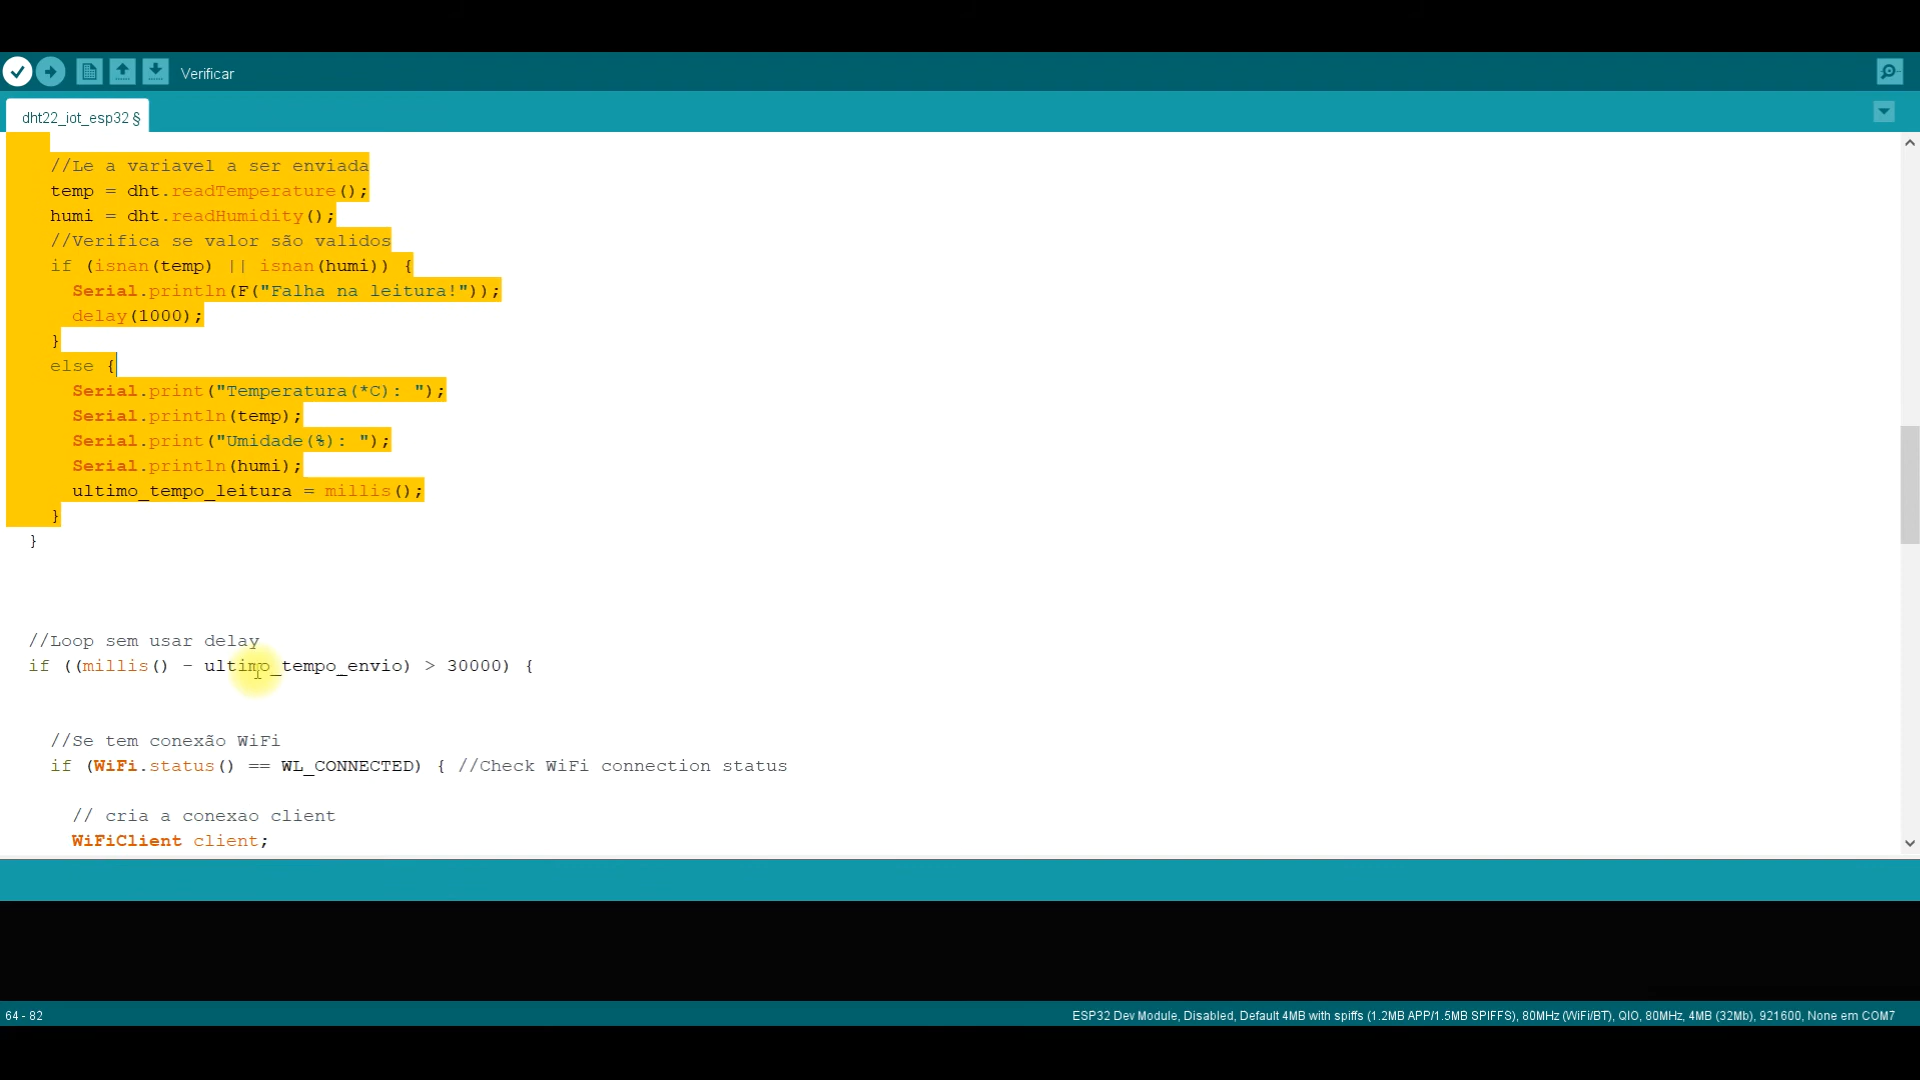 Verificar
dht22_iot_esp32 §
//Le a variavel a ser enviada
temp = dht.readTemperature();
humi = dht.readHumidity();
//Verifica se valor são validos
if (isnan(temp) || isnan(humi)) {
Serial.println(F("Falha na leitura!"));
delay(1000);
}
else {
Serial.print("Temperatura(*C): ");
Serial.println(temp);
Serial.print("Umidade(%): ");
Serial.println(humi);
ultimo_tempo_leitura = millis();
}
}
//Loop sem usar delay
if ((millis() - ultimo_tempo_envio) > 30000) {
//Se tem conexão WiFi
if (WiFi.status() == WL_CONNECTED) { //Check WiFi connection status
// cria a conexao client
WiFiClient client;
64 - 82
ESP32 Dev Module, Disabled, Default 4MB with spiffs (1.2MB APP/1.5MB SPIFFS), 80MHz (WiFi/BT), QIO, 80MHz, 4MB (32Mb), 921600, None em COM7